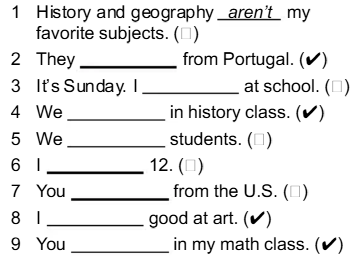 1 History and geography aren't my
favorite subjects. (□)
2 They __________ from Portugal. (✔)
3 It's Sunday. I __________ at school. (□)
4 We __________ in history class. (✔)
5 We __________ students. (□)
6 I __________ 12. (□)
7 You __________ from the U.S. (□)
8 I __________ good at art. (✔)
9 You __________ in my math class. (✔)